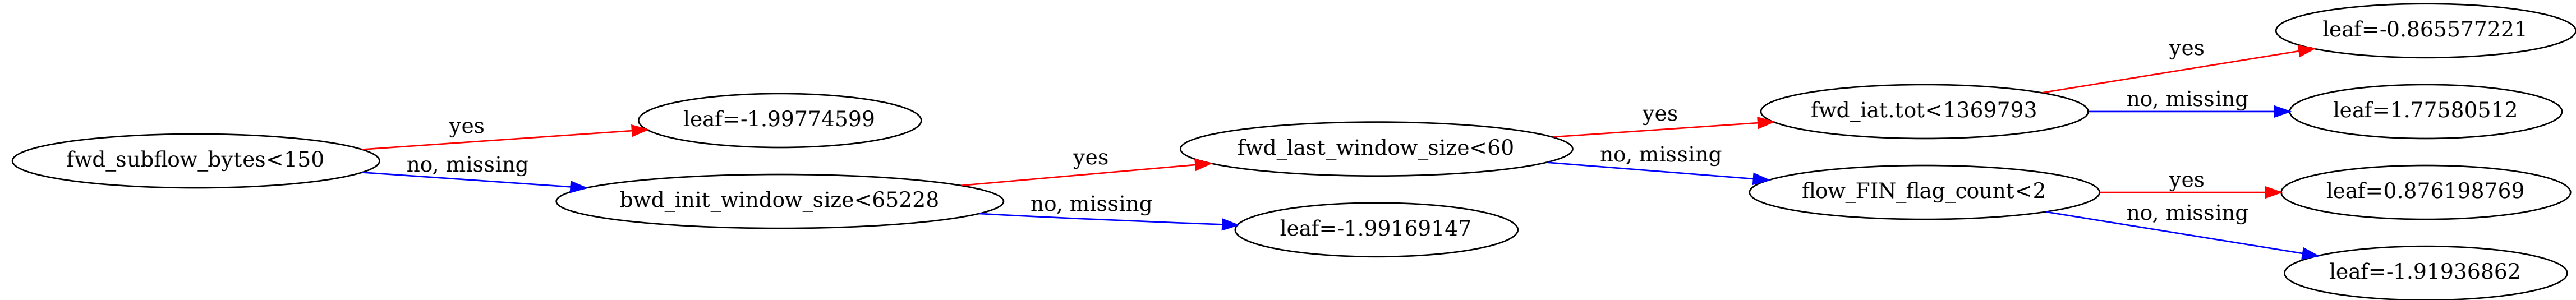 fwd_subflow_bytes<150
yes
no, missing
leaf=-1.99774599
bwd_init_window_size<65228
yes
no, missing
fwd_last_window_size<60
leaf=-1.99169147
yes
no, missing
fwd_iat.tot<1369793
flow_FIN_flag_count<2
yes
no, missing
yes
no, missing
leaf=-0.865577221
leaf=1.77580512
leaf=0.876198769
leaf=-1.91936862